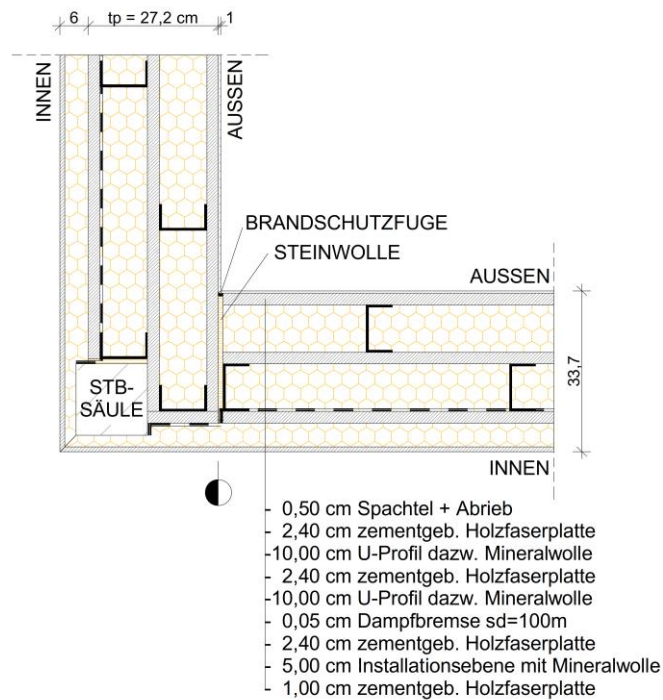 6 tp = 27,2 cm 1
INNEN
AUSSEN
BRANDSCHUTZFUGE
STEINWOLLE
AUSSEN
33,7
STB-
SÄULE
INNEN
- 0,50 cm Spachtel + Abrieb
- 2,40 cm zementgeb. Holzfaserplatte
-10,00 cm U-Profil dazw. Mineralwolle
- 2,40 cm zementgeb. Holzfaserplatte
-10,00 cm U-Profil dazw. Mineralwolle
- 0,05 cm Dampfbremse sd=100m
- 2,40 cm zementgeb. Holzfaserplatte
- 5,00 cm Installationsebene mit Mineralwolle
- 1,00 cm zementgeb. Holzfaserplatte